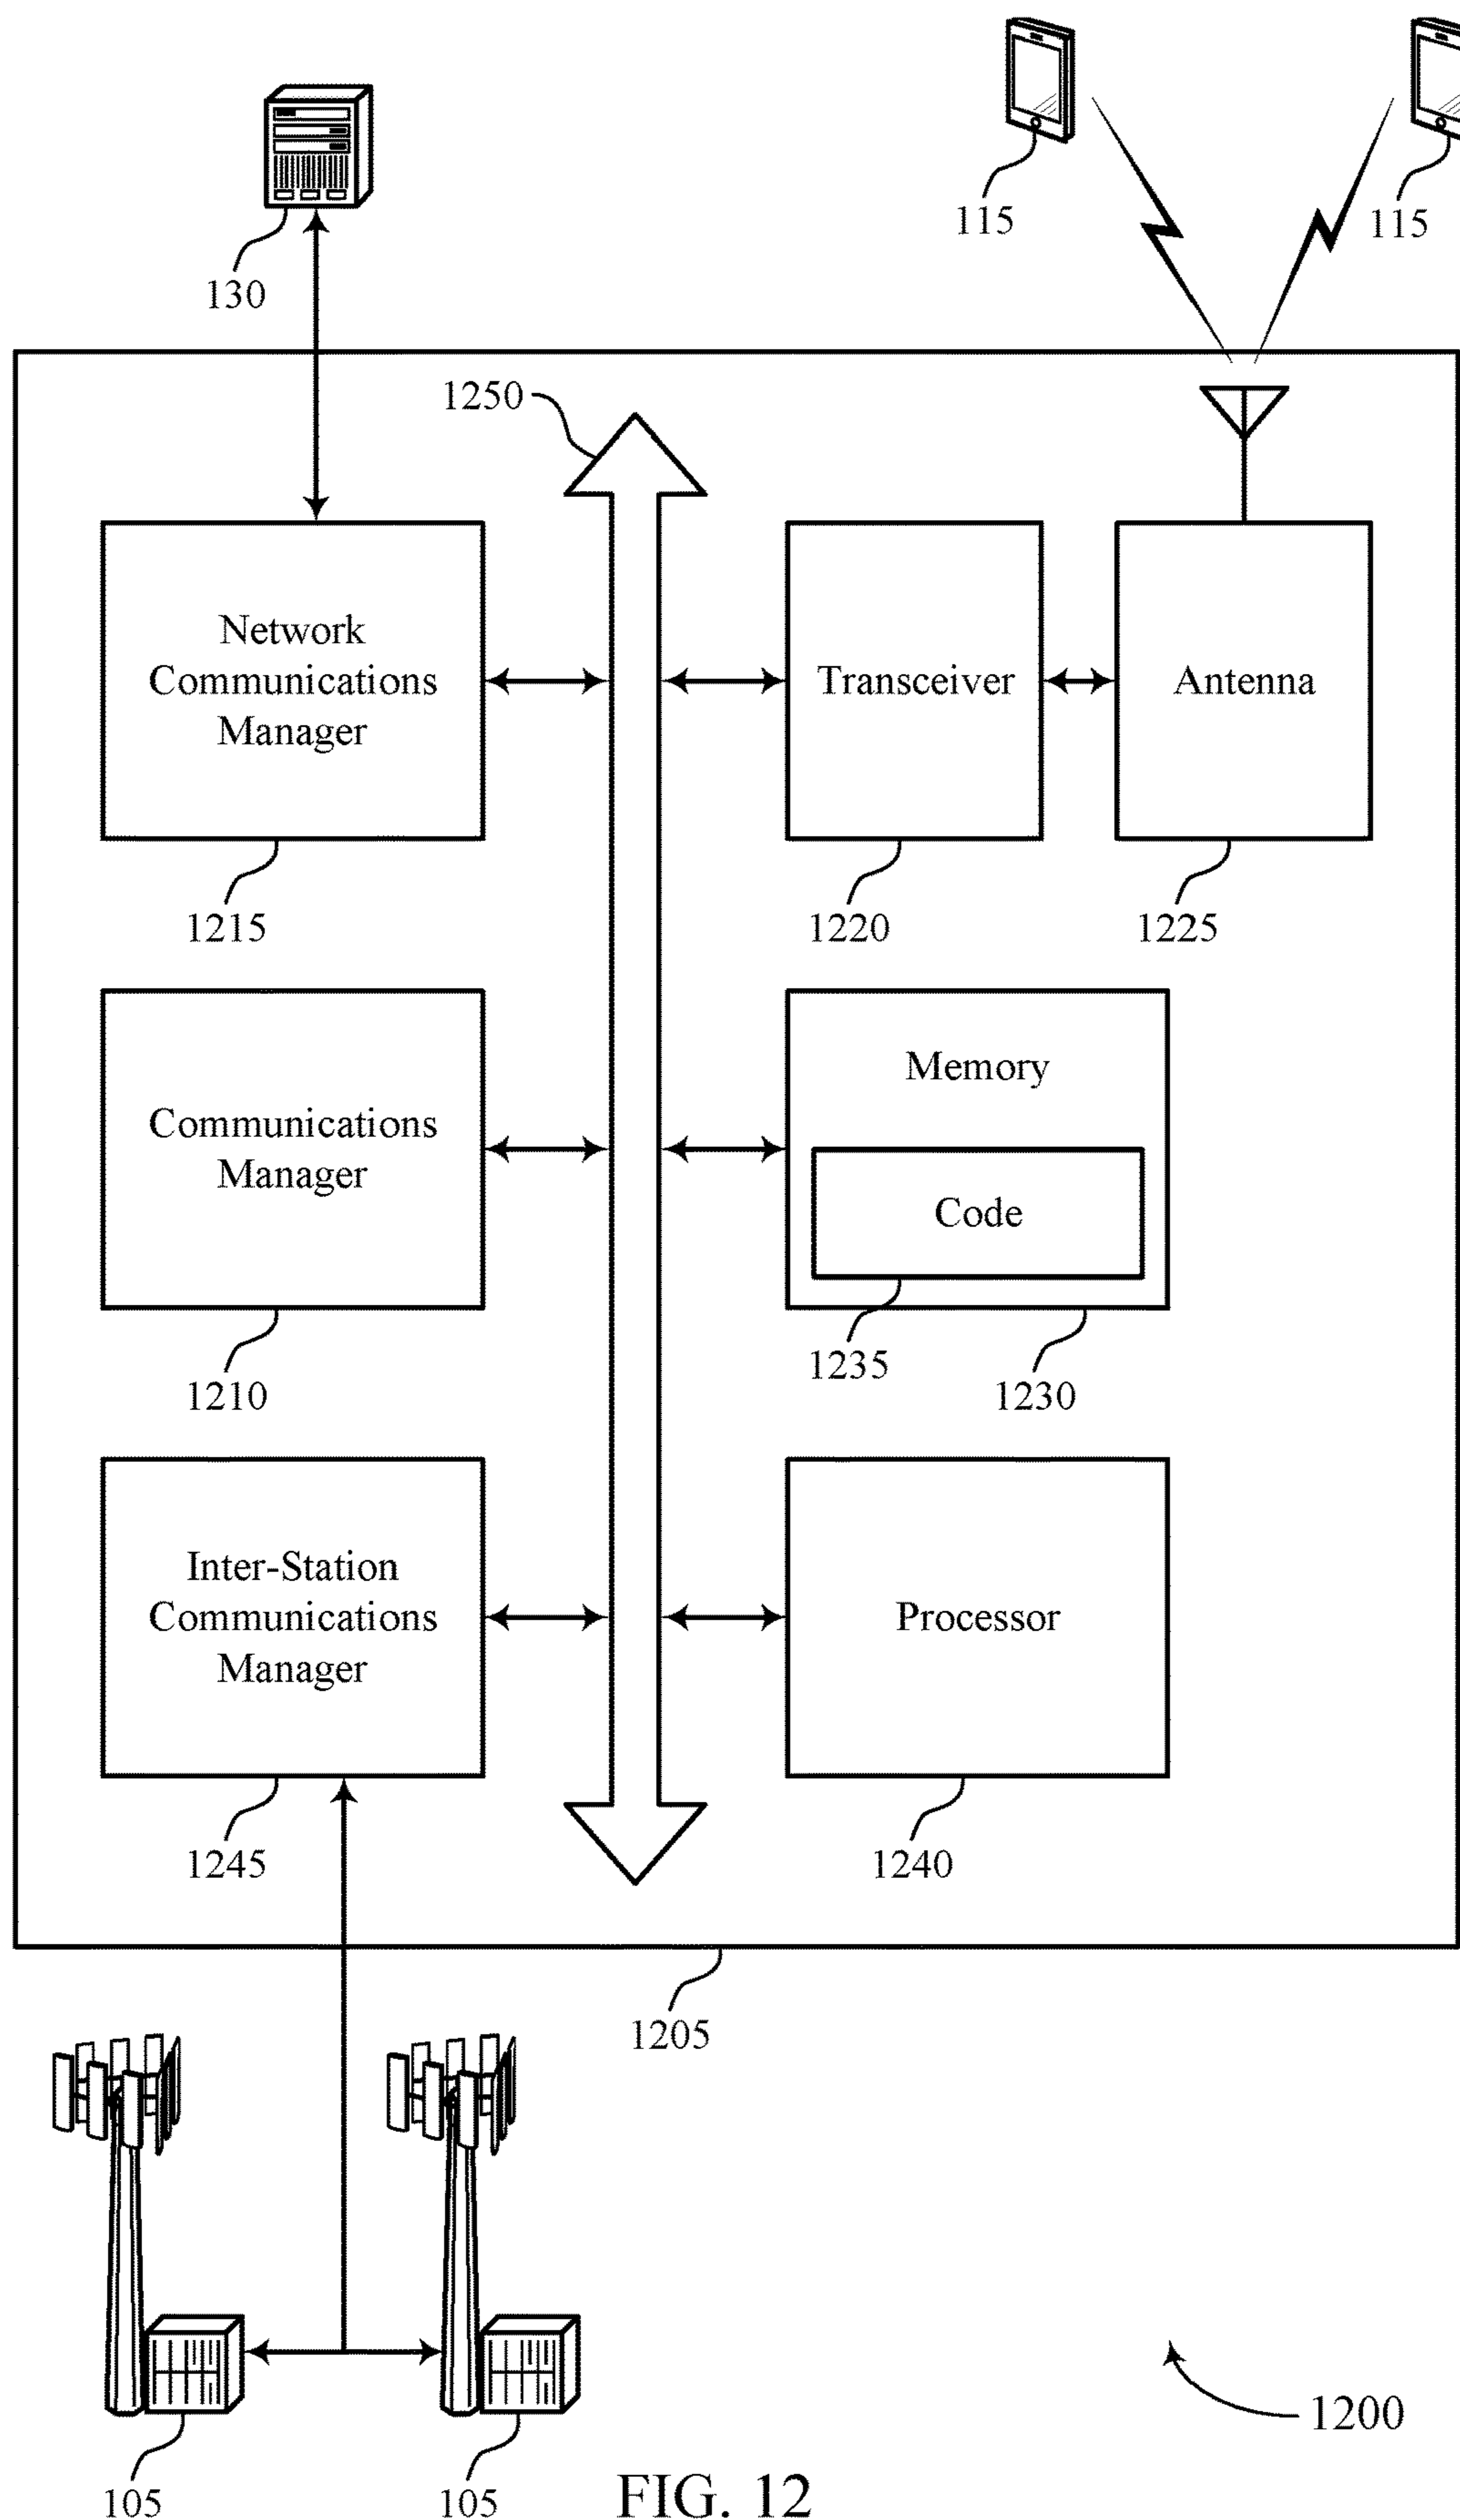 115
115
130
1250
Network
Communications
Manager
Transceiver
Antenna
1215
1220
1225
Communications
Manager
Memory
Code
1235
1230
1210
Inter-Station
Communications
Manager
Processor
1245
1240
1205
1200
105
105
FIG. 12